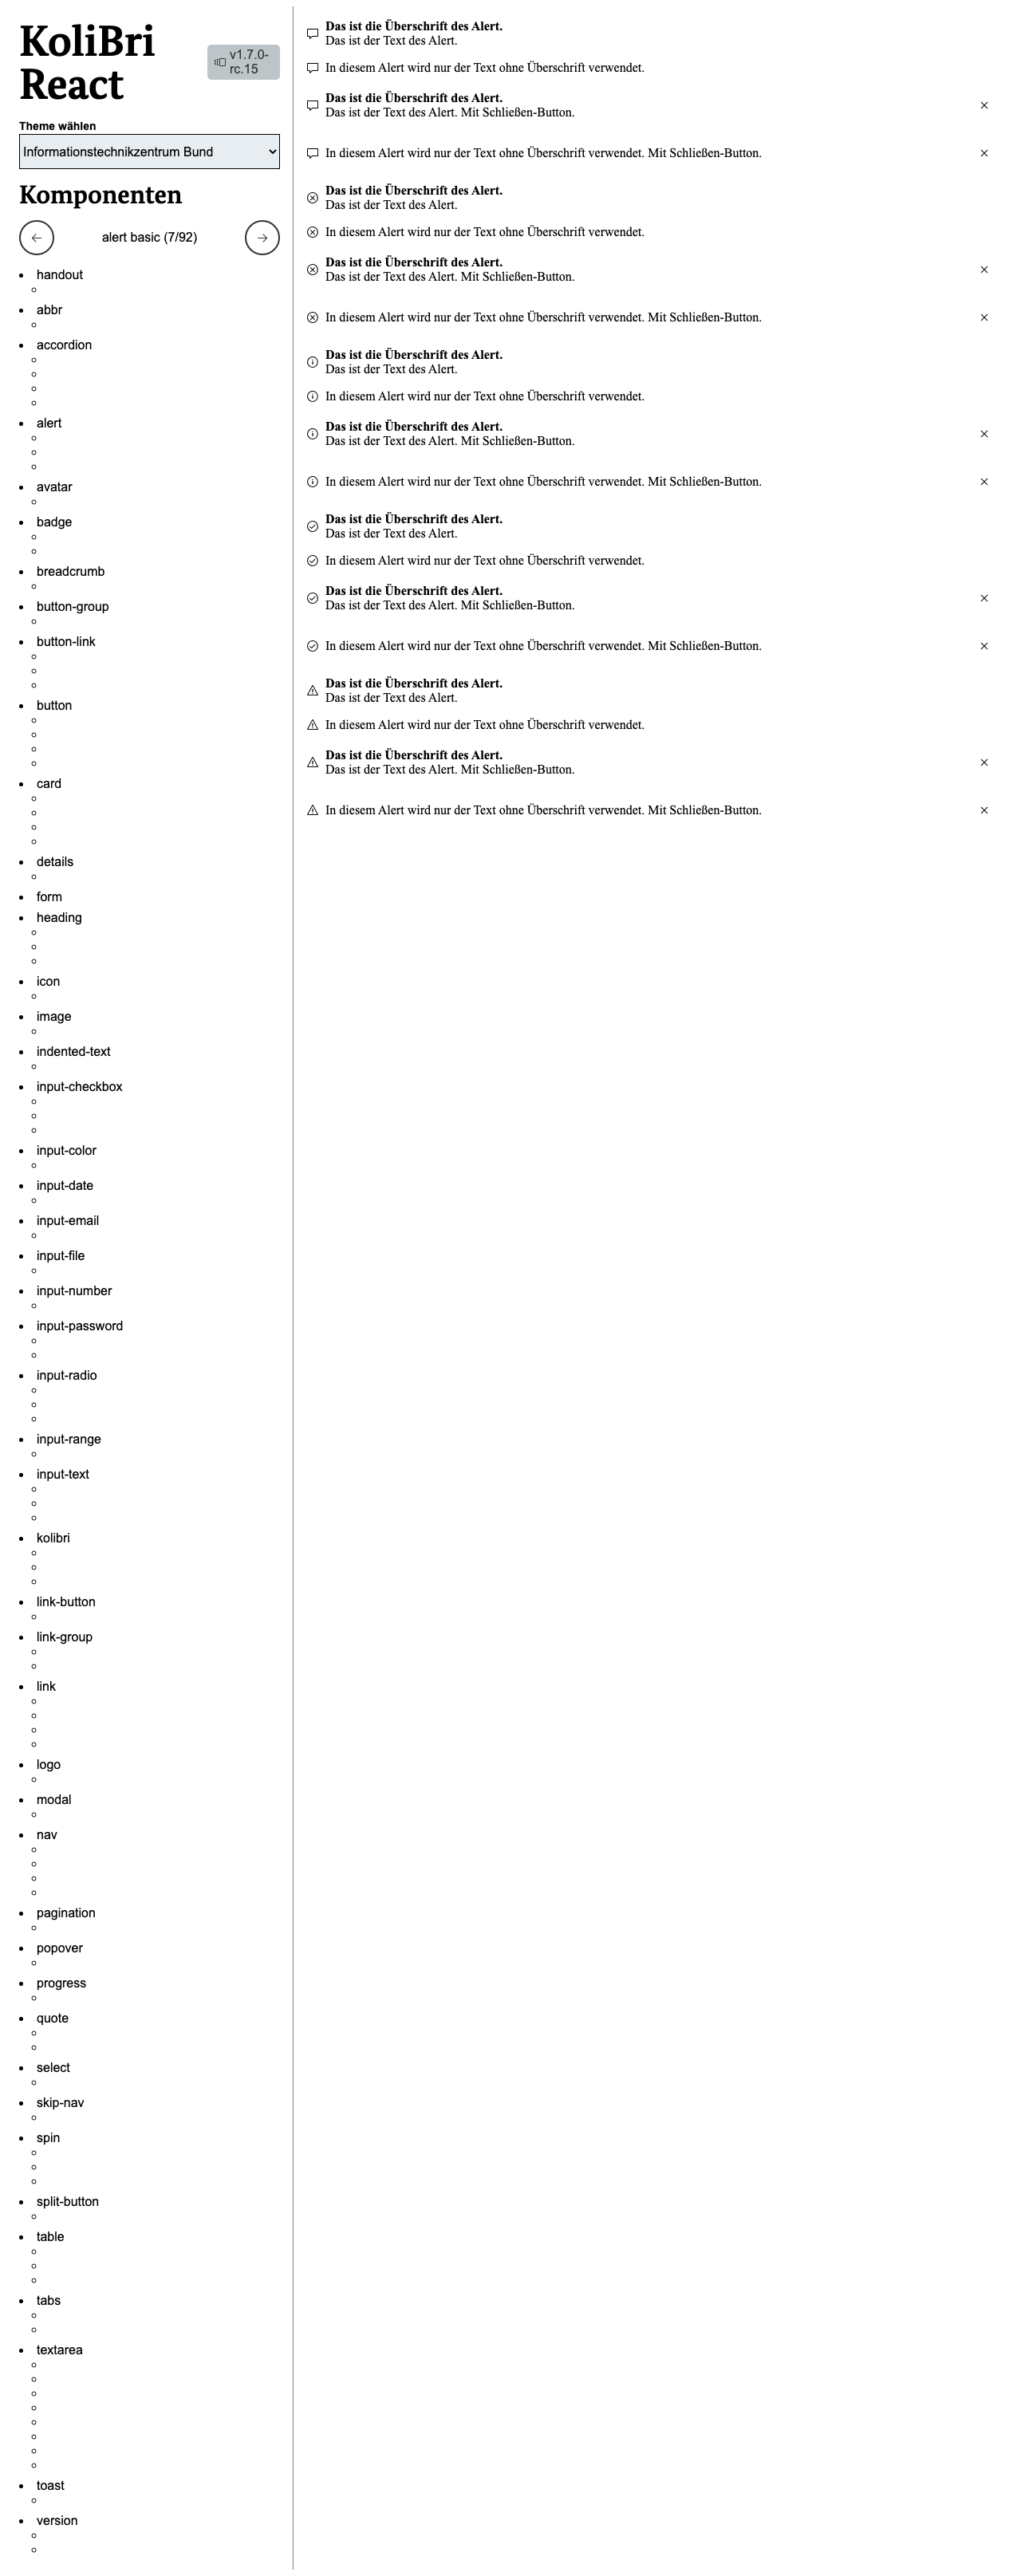 KoliBri
React
v1.7.0-
rc.15
Theme wählen
Informationstechnikzentrum Bund
Komponenten
alert basic (7/92)
handout
abbr
accordion
alert
avatar
badge
breadcrumb
button-group
button-link
button
card
details
form
heading
icon
image
indented-text
input-checkbox
input-color
input-date
input-email
input-file
input-number
input-password
input-radio
input-range
input-text
kolibri
link-button
link-group
link
logo
modal
nav
pagination
popover
progress
quote
select
skip-nav
spin
split-button
table
tabs
textarea
toast
version
Das ist die Überschrift des Alert.
Das ist der Text des Alert.
In diesem Alert wird nur der Text ohne Überschrift verwendet.
Das ist die Überschrift des Alert.
Das ist der Text des Alert. Mit Schließen-Button.
In diesem Alert wird nur der Text ohne Überschrift verwendet. Mit Schließen-Button.
Das ist die Überschrift des Alert.
Das ist der Text des Alert.
In diesem Alert wird nur der Text ohne Überschrift verwendet.
Das ist die Überschrift des Alert.
Das ist der Text des Alert. Mit Schließen-Button.
In diesem Alert wird nur der Text ohne Überschrift verwendet. Mit Schließen-Button.
Das ist die Überschrift des Alert.
Das ist der Text des Alert.
In diesem Alert wird nur der Text ohne Überschrift verwendet.
Das ist die Überschrift des Alert.
Das ist der Text des Alert. Mit Schließen-Button.
In diesem Alert wird nur der Text ohne Überschrift verwendet. Mit Schließen-Button.
Das ist die Überschrift des Alert.
Das ist der Text des Alert.
In diesem Alert wird nur der Text ohne Überschrift verwendet.
Das ist die Überschrift des Alert.
Das ist der Text des Alert. Mit Schließen-Button.
In diesem Alert wird nur der Text ohne Überschrift verwendet. Mit Schließen-Button.
Das ist die Überschrift des Alert.
Das ist der Text des Alert.
In diesem Alert wird nur der Text ohne Überschrift verwendet.
Das ist die Überschrift des Alert.
Das ist der Text des Alert. Mit Schließen-Button.
In diesem Alert wird nur der Text ohne Überschrift verwendet. Mit Schließen-Button.